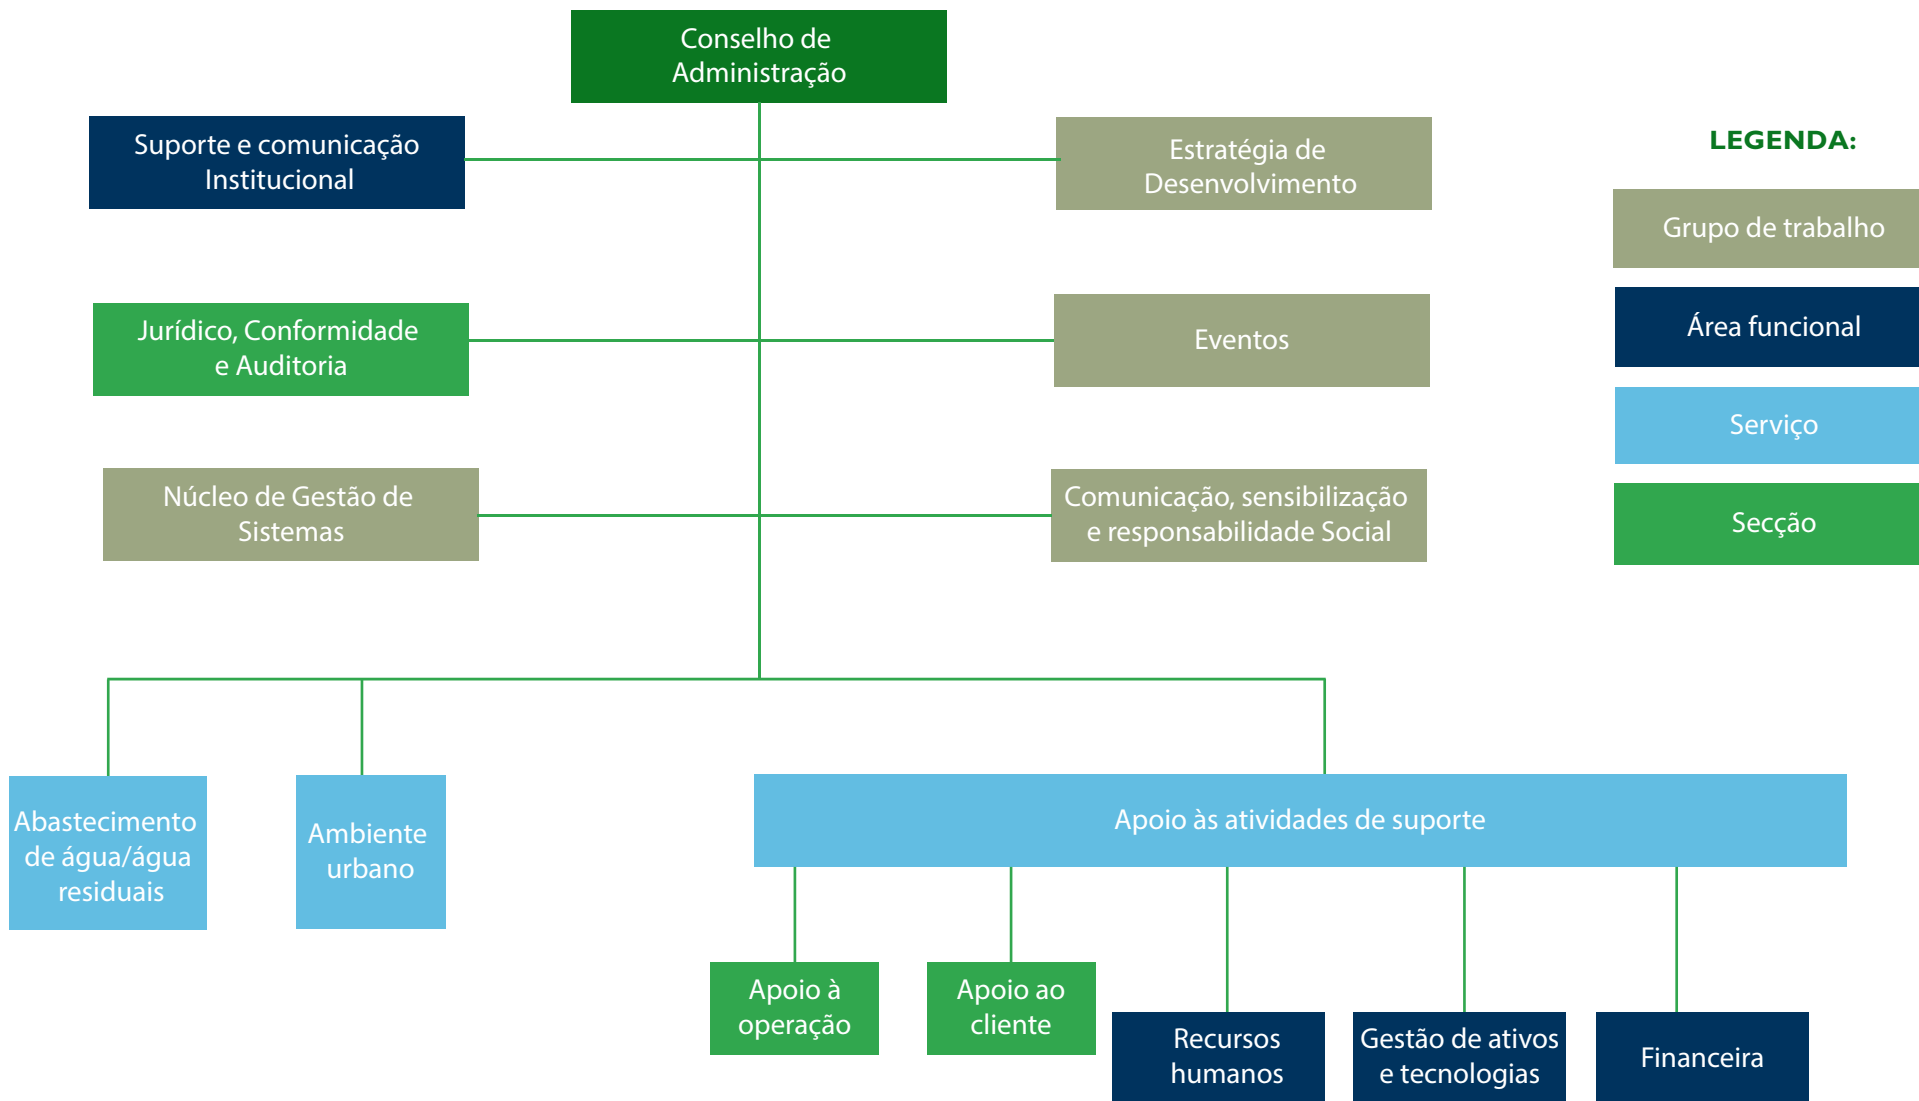 Conselho de
Administração
Suporte e comunicação
Institucional
Estratégia de
Desenvolvimento
LEGENDA:
Grupo de trabalho
Área funcional
Serviço
Secção
Jurídico, Conformidade
e Auditoria
Eventos
Núcleo de Gestão de
Sistemas
Comunicação, sensibilização
e responsabilidade Social
Abastecimento
de água/água
residuais
Ambiente
urbano
Apoio às atividades de suporte
Apoio à
operação
Apoio ao
cliente
Recursos
humanos
Gestão de ativos
e tecnologias
Financeira